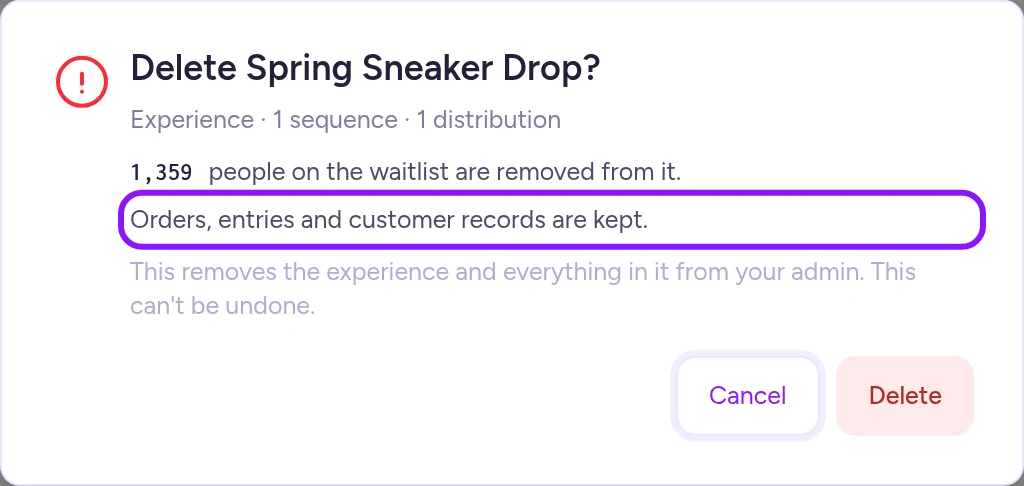 Delete Spring Sneaker Drop?
Experience · 1 sequence · 1 distribution
1,359 people on the waitlist are removed from it.
Orders, entries and customer records are kept.
This removes the experience and everything in it from your admin. This
can't be undone.
Cancel
Delete